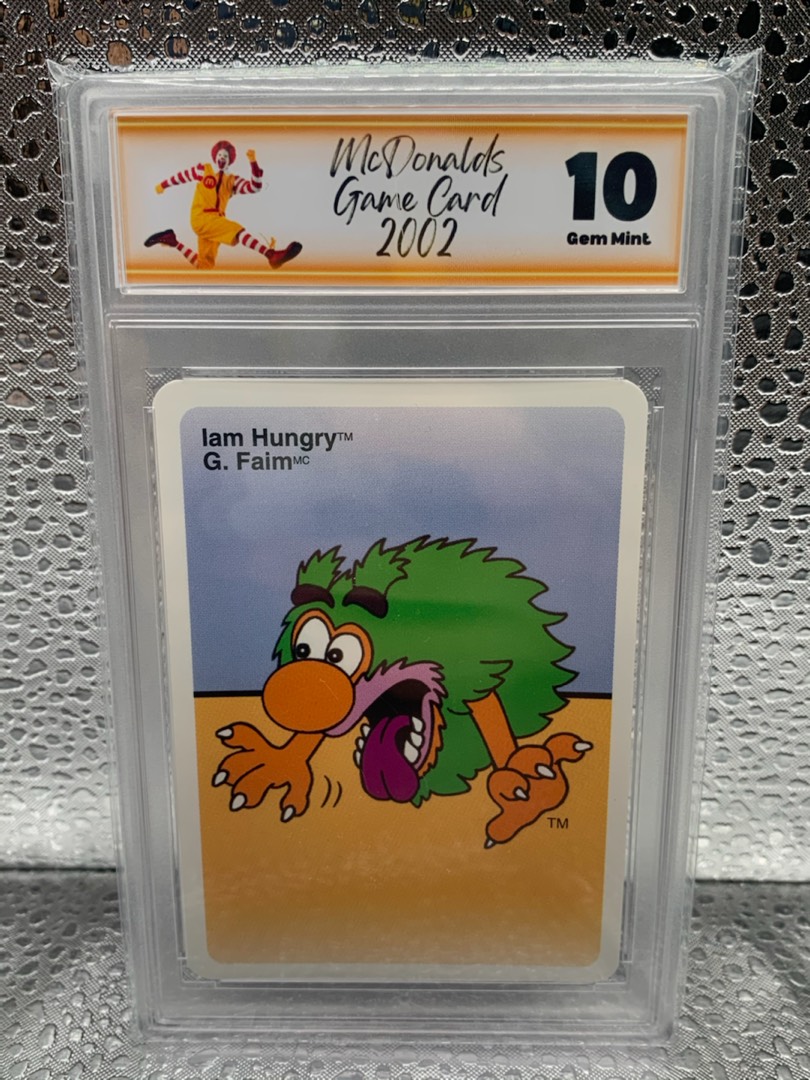 McDonalds
Game Card
2002
10
Gem Mint
Iam Hungry™
G. Faim ᴹᶜ
TM